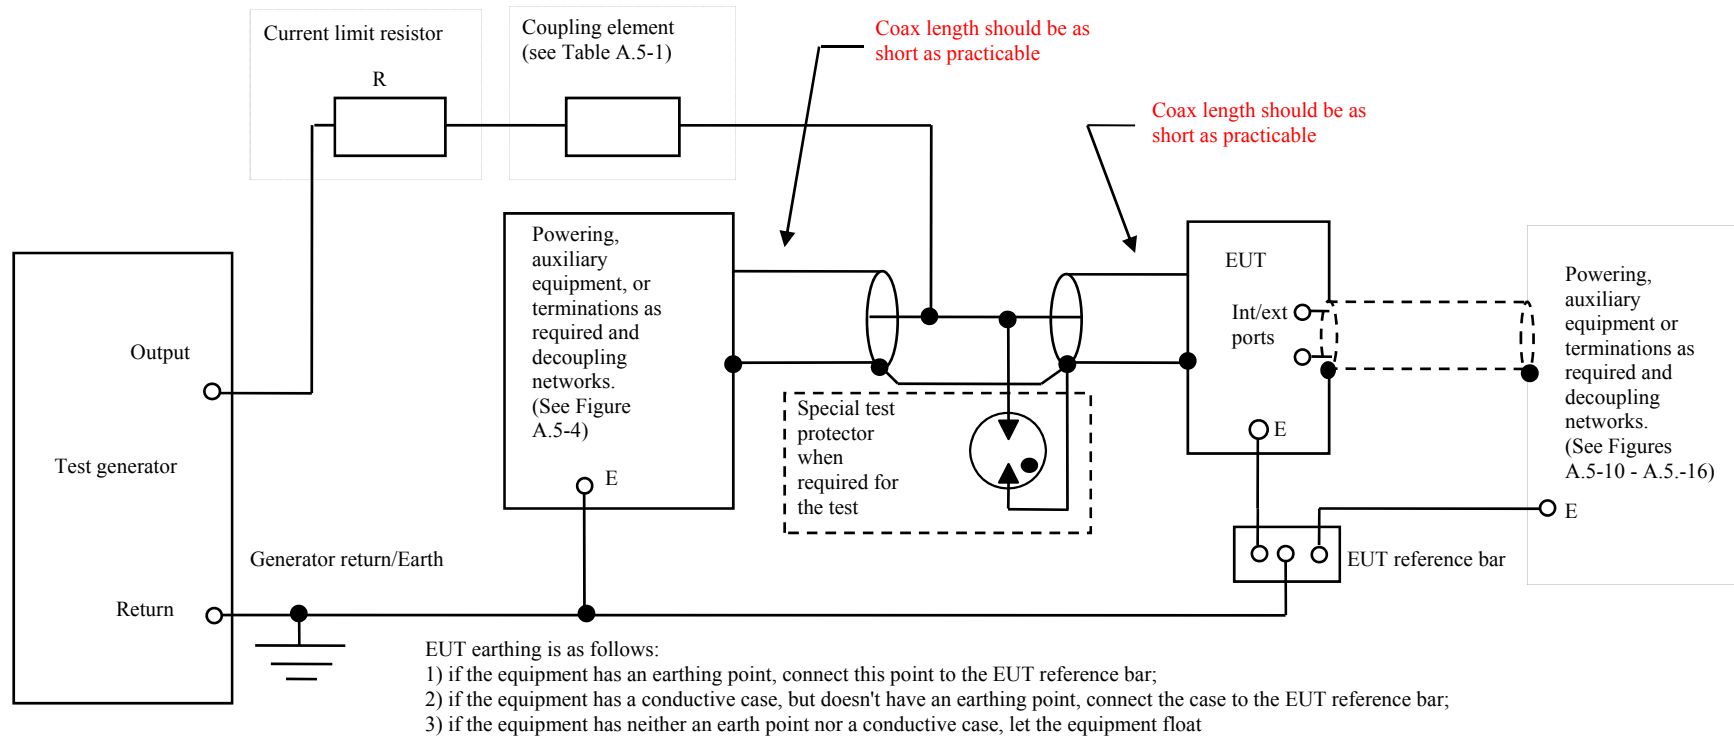 Current limit resistor
R
Coupling element
(see Table A.5-1)
Coax length should be as
short as practicable
Coax length should be as
short as practicable
Powering,
auxiliary
equipment, or
terminations as
required and
decoupling
networks.
(See Figure
A.5-4)
E
EUT
Int/ext
ports
E
Powering,
auxiliary
equipment or
terminations as
required and
decoupling
networks.
(See Figures
A.5-10 - A.5.-16)
E
Output
Test generator
Return
Special test
protector
when
required for
the test
Generator return/Earth
EUT reference bar
EUT earthing is as follows:
1) if the equipment has an earthing point, connect this point to the EUT reference bar;
2) if the equipment has a conductive case, but doesn't have an earthing point, connect the case to the EUT reference bar;
3) if the equipment has neither an earth point nor a conductive case, let the equipment float